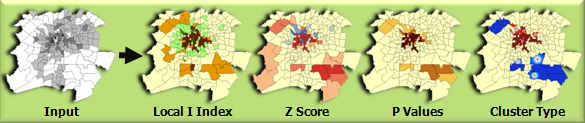 Input
Local I Index
Z Score
P Values
Cluster Type